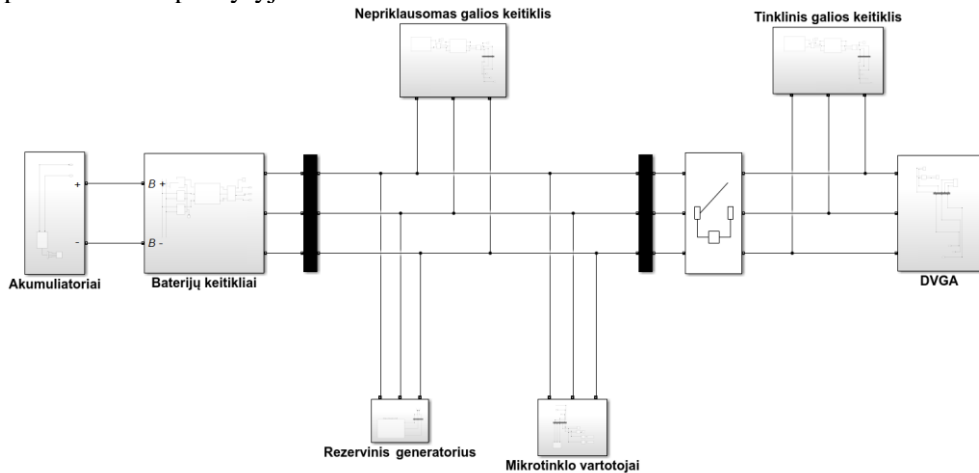 Nepriklausomas galios keitiklis
Tinklinis galios keitiklis
+
-
B +
B -
Akumuliatoriai
Baterijų keitikliai
DVGA
Rezervinis generatorius
Mikrotinklo vartotojai